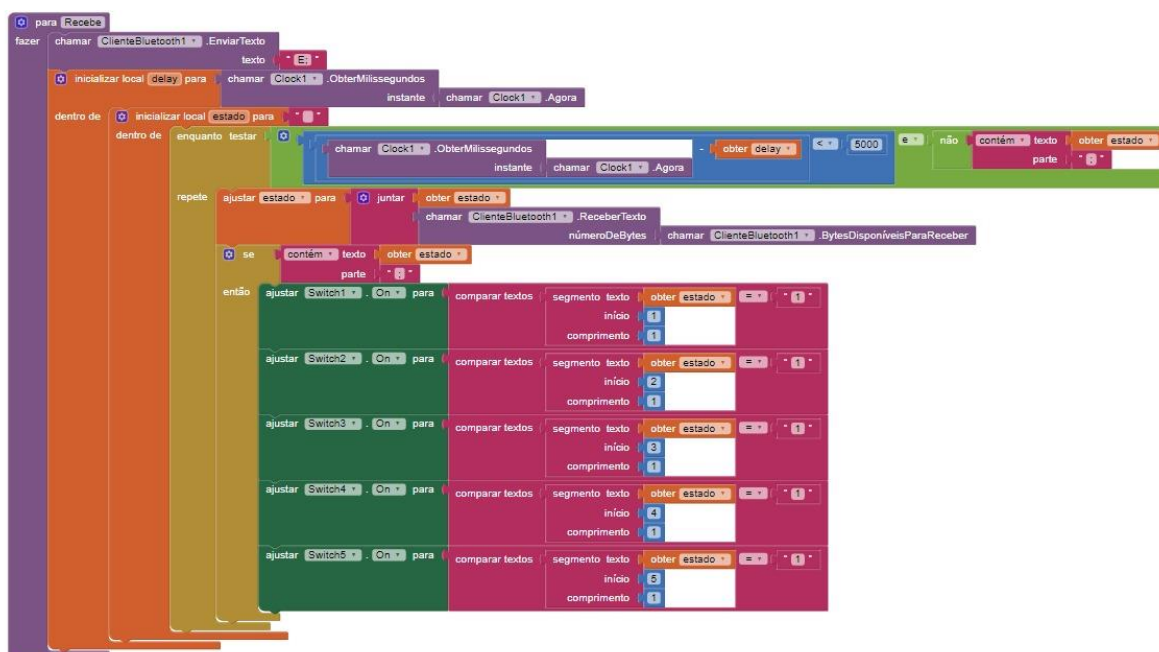 para Recebe
fazer chamar ClienteBluetooth1 .EnviarTexto
texto " E; "
inicializar local delay para chamar Clock1 .ObterMilissegundos
instante chamar Clock1 .Agora
dentro de inicializar local estado para " "
dentro de enquanto testar chamar Clock1 .ObterMilissegundos - obter delay < 5000 e não contém texto obter estado
instante chamar Clock1 .Agora parte " ; "
repete ajustar estado para juntar obter estado
chamar ClienteBluetooth1 .ReceberTexto
númeroDeBytes chamar ClienteBluetooth1 .BytesDisponíveisParaReceber
se contém texto obter estado
parte " ; "
então ajustar Switch1 . On para comparar textos segmento texto obter estado = " 1 "
início 1
comprimento 1
ajustar Switch2 . On para comparar textos segmento texto obter estado = " 1 "
início 2
comprimento 1
ajustar Switch3 . On para comparar textos segmento texto obter estado = " 1 "
início 3
comprimento 1
ajustar Switch4 . On para comparar textos segmento texto obter estado = " 1 "
início 4
comprimento 1
ajustar Switch5 . On para comparar textos segmento texto obter estado = " 1 "
início 5
comprimento 1